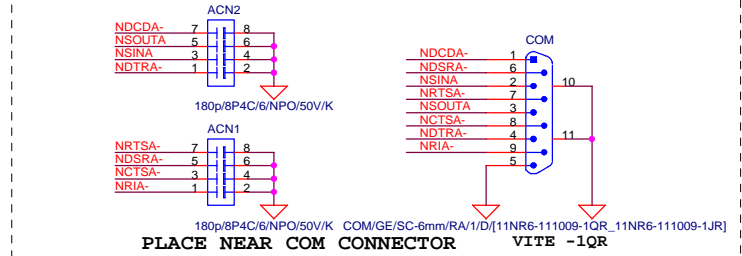 ACN2
NDCDA- 7 8
NSOUTA 5 6
NSINA 3 4
NDTRA- 1 2
180p/8P4C/6/NPO/50V/K
ACN1
NRTSA- 7 8
NDSRA- 5 6
NCTSA- 3 4
NRIA- 1 2
180p/8P4C/6/NPO/50V/K
COM
NDCDA- 1
NDSRA- 6
NSINA 2 10
NRTSA- 7
NSOUTA 3
NCTSA- 8
NDTRA- 4 11
NRIA- 9
5
COM/GE/SC-6mm/RA/1/D/[11NR6-111009-1QR_11NR6-111009-1JR]
PLACE NEAR COM CONNECTOR
VITE -1QR